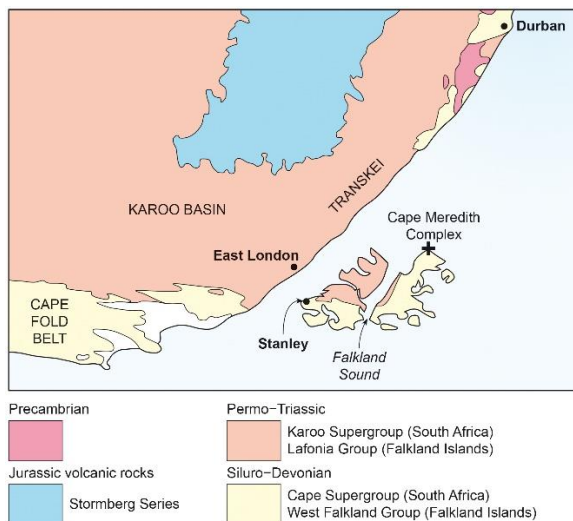 Durban
TRANSKEI
Cape Meredith
Complex
KAROO BASIN
East London
CAPE
FOLD
BELT
Stanley
Falkland
Sound
Precambrian
Permo−Triassic
Karoo Supergroup (South Africa)
Lafonia Group (Falkland Islands)
Jurassic volcanic rocks
Stormberg Series
Siluro−Devonian
Cape Supergroup (South Africa)
West Falkland Group (Falkland Islands)